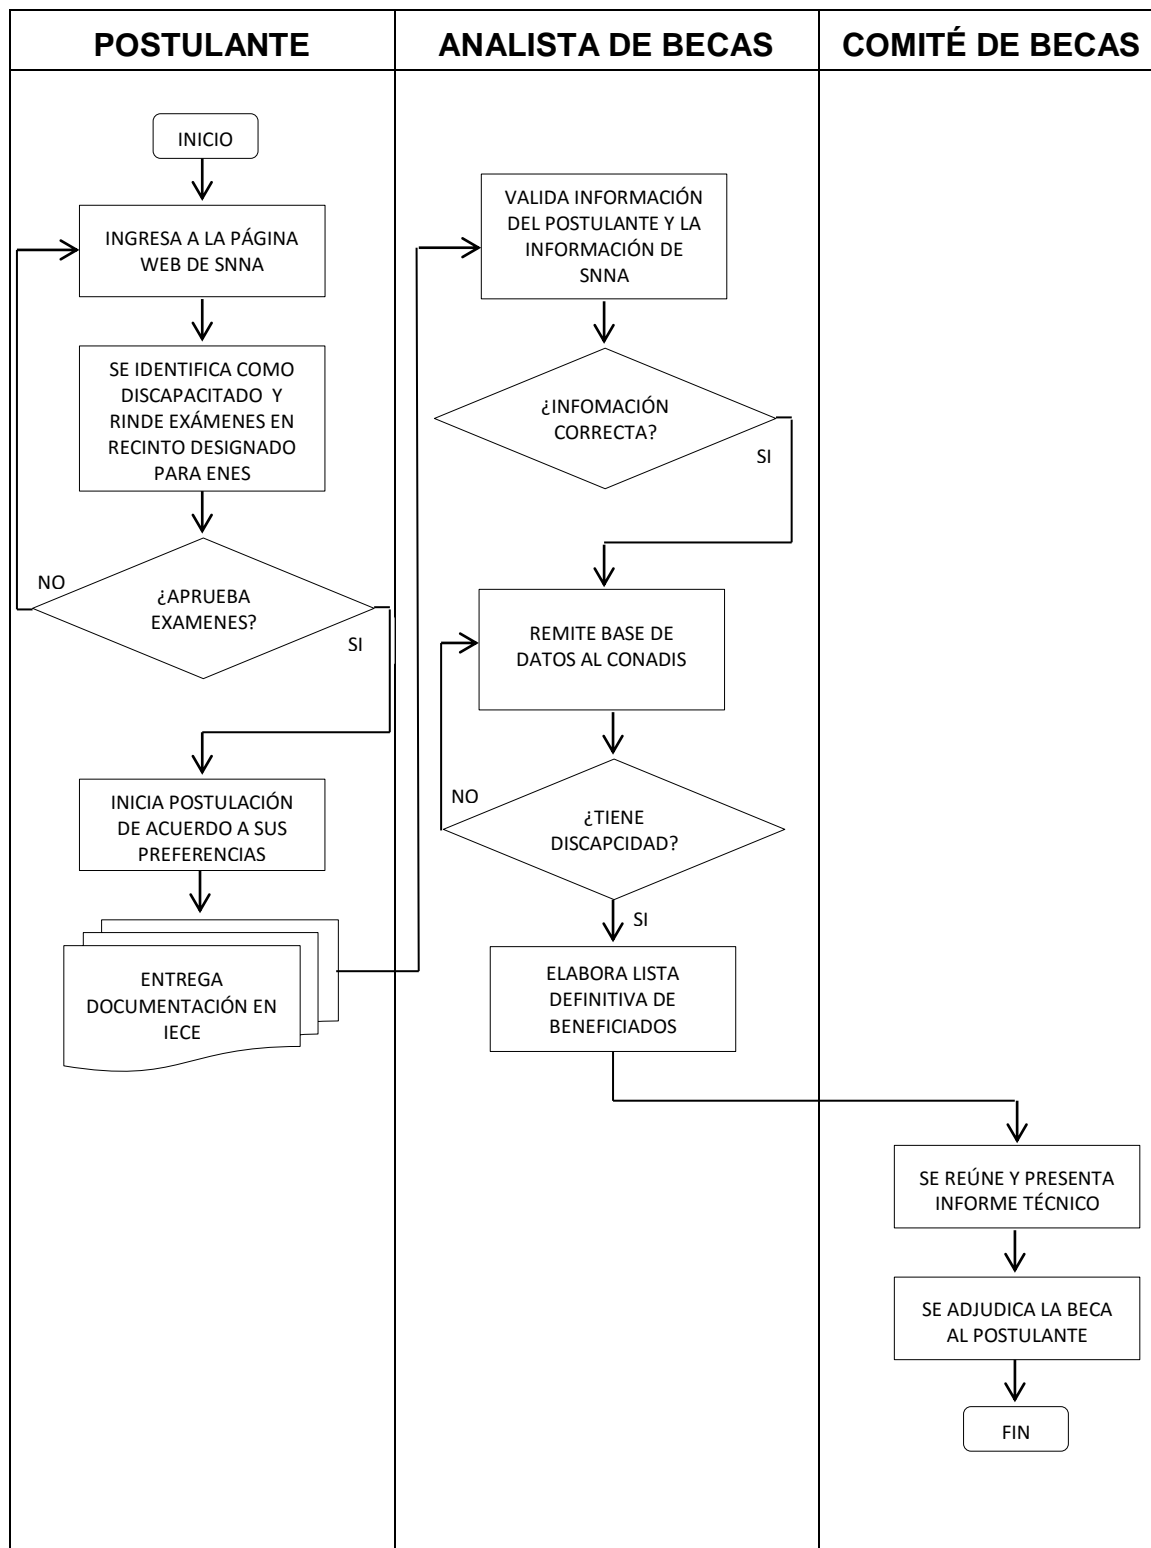 POSTULANTE
ANALISTA DE BECAS
COMITÉ DE BECAS
INICIO
INGRESA A LA PÁGINA
WEB DE SNNA
SE IDENTIFICA COMO
DISCAPACITADO Y
RINDE EXÁMENES EN
RECINTO DESIGNADO
PARA ENES
NO
¿APRUEBA
EXAMENES?
SI
INICIA POSTULACIÓN
DE ACUERDO A SUS
PREFERENCIAS
ENTREGA
DOCUMENTACIÓN EN
IECE
VALIDA INFORMACIÓN
DEL POSTULANTE Y LA
INFORMACIÓN DE
SNNA
¿INFOMACIÓN
CORRECTA?
SI
REMITE BASE DE
DATOS AL CONADIS
NO
¿TIENE
DISCAPCIDAD?
SI
ELABORA LISTA
DEFINITIVA DE
BENEFICIADOS
SE REÚNE Y PRESENTA
INFORME TÉCNICO
SE ADJUDICA LA BECA
AL POSTULANTE
FIN